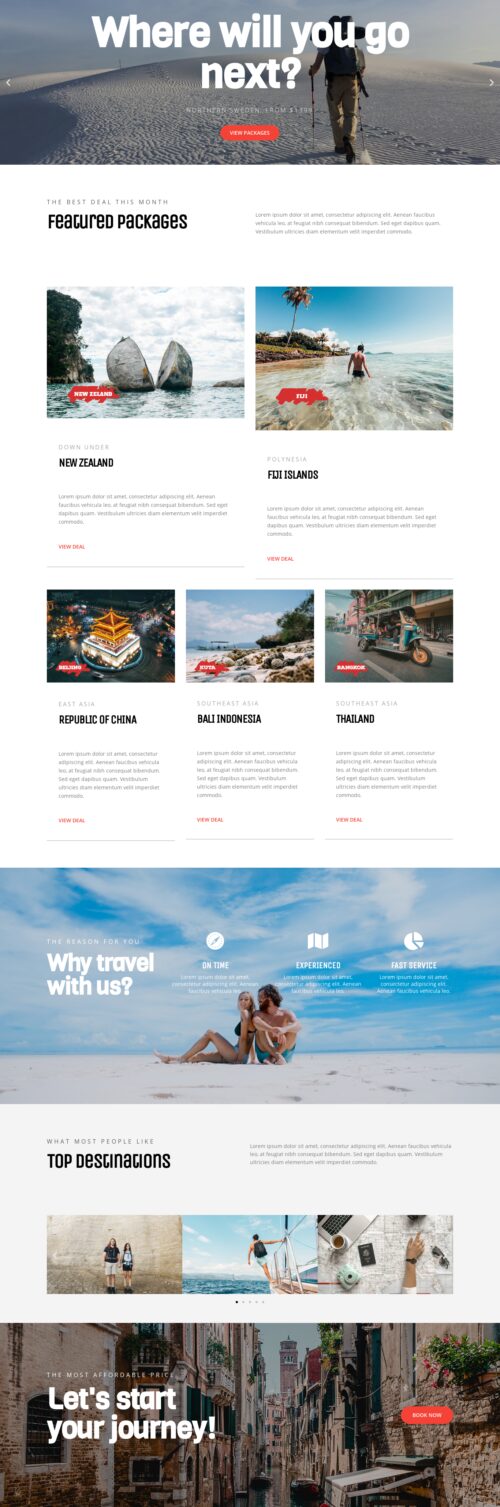 Where will you go
next?
NORTHERN SWEDEN, FROM $1399
VIEW PACKAGES
THE BEST DEAL THIS MONTH
Featured Packages
Lorem ipsum dolor sit amet, consectetur adipiscing elit. Aenean faucibus
vehicula leo, at feugiat nibh consequat bibendum. Sed eget dapibus quam.
Vestibulum ultricies diam elementum velit imperdiet
commodo.
NEW ZELAND
FIJI
DOWN UNDER
NEW ZEALAND
Lorem ipsum dolor sit amet, consectetur adipiscing elit. Aenean
faucibus vehicula leo, at feugiat nibh consequat bibendum. Sed eget
dapibus quam. Vestibulum ultricies diam elementum velit imperdiet
commodo.
VIEW DEAL
POLYNESIA
FIJI ISLANDS
Lorem ipsum dolor sit amet, consectetur adipiscing elit. Aenean
faucibus vehicula leo, at feugiat nibh consequat bibendum. Sed eget
dapibus quam. Vestibulum ultricies diam elementum velit imperdiet
commodo.
VIEW DEAL
BEIJING
KUTA
BANGKOK
EAST ASIA
REPUBLIC OF CHINA
Lorem ipsum dolor sit amet, consectetur
adipiscing elit. Aenean faucibus vehicula
leo, at feugiat nibh consequat bibendum.
Sed eget dapibus quam. Vestibulum
ultricies diam elementum velit imperdiet
commodo.
VIEW DEAL
SOUTHEAST ASIA
BALI INDONESIA
Lorem ipsum dolor sit amet, consectetur
adipiscing elit. Aenean faucibus vehicula
leo, at feugiat nibh consequat bibendum.
Sed eget dapibus quam. Vestibulum
ultricies diam elementum velit imperdiet
commodo.
VIEW DEAL
SOUTHEAST ASIA
THAILAND
Lorem ipsum dolor sit amet, consectetur
adipiscing elit. Aenean faucibus vehicula
leo, at feugiat nibh consequat bibendum.
Sed eget dapibus quam. Vestibulum
ultricies diam elementum velit imperdiet
commodo.
VIEW DEAL
THE REASON FOR YOU
Why travel
with us?
ON TIME
Lorem ipsum dolor sit amet,
consectetur elit. Aenean
faucibus vehicula leo.
EXPERIENCED
Lorem ipsum dolor sit amet,
consectetur elit. Aenean
faucibus vehicula leo.
FAST SERVICE
Lorem ipsum dolor sit amet,
consectetur elit. Aenean
faucibus vehicula leo.
WHAT MOST PEOPLE LIKE
Top Destinations
Lorem ipsum dolor sit amet, consectetur adipiscing elit. Aenean faucibus vehicula
leo, at feugiat nibh consequat bibendum. Sed eget dapibus quam. Vestibulum
ultricies diam elementum velit imperdiet commodo.
THE MOST AFFORDABLE PRICE
Let's start
your journey!
BOOK NOW